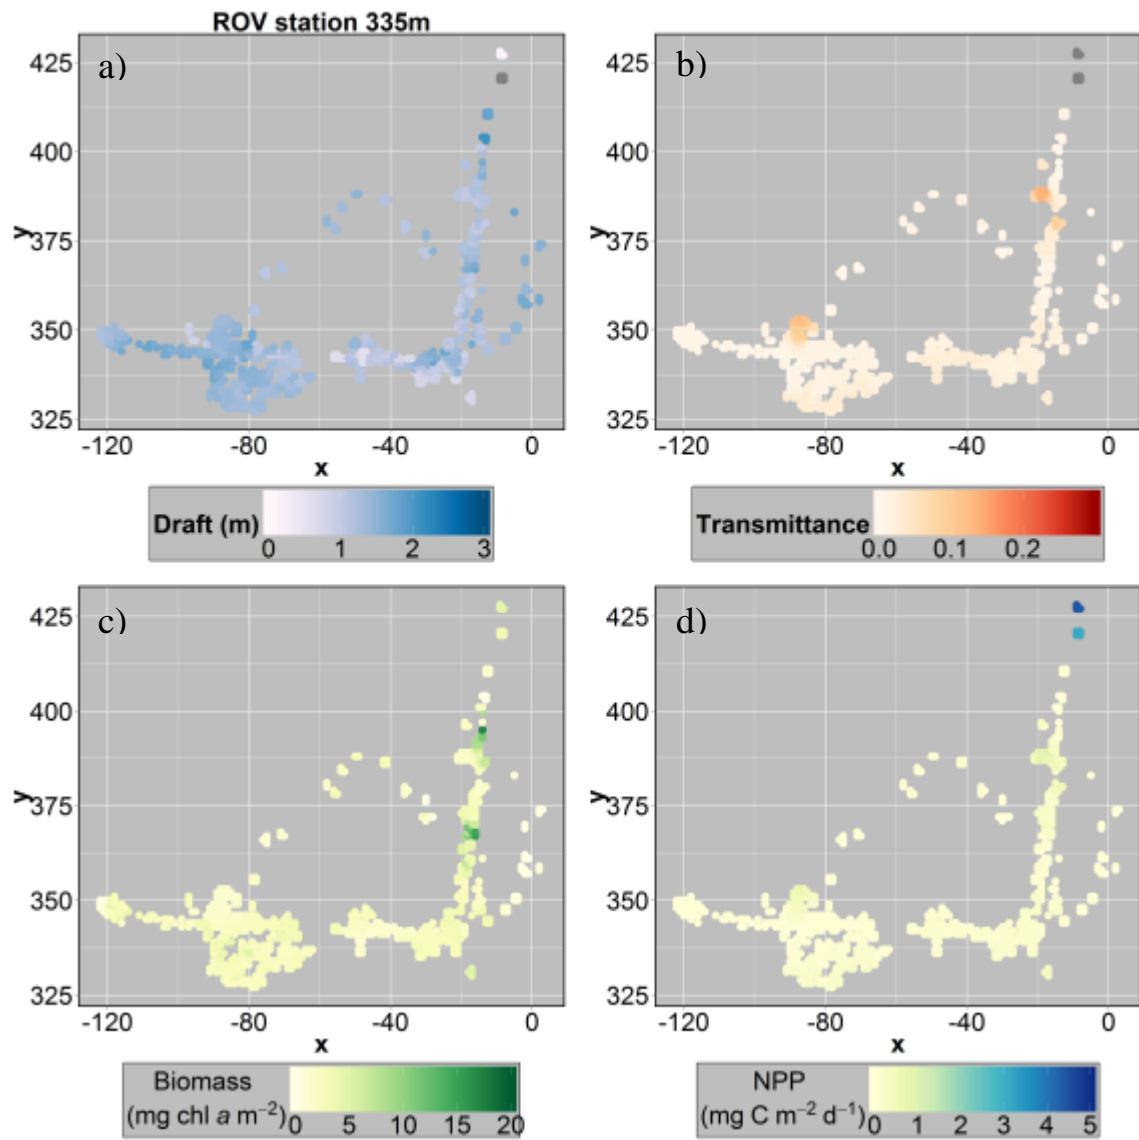 ROV station 335m
a)
b)
425
400
375
350
325
y
-120 -80 -40 0
x
425
400
375
350
325
y
-120 -80 -40 0
x
Draft (m)
0 1 2 3
Transmittance
0.0 0.1 0.2
c)
d)
425
400
375
350
325
y
-120 -80 -40 0
x
425
400
375
350
325
y
-120 -80 -40 0
x
Biomass
(mg chl a m⁻²)
0 5 10 15 20
NPP
(mg C m⁻² d⁻¹)
0 1 2 3 4 5